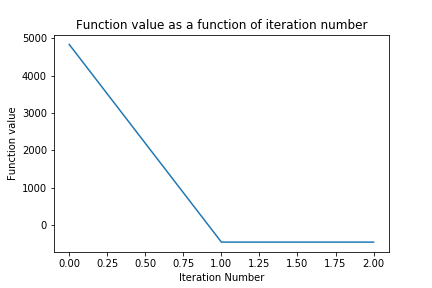 Function value as a function of iteration number
5000
4000
3000
2000
1000
0
Function value
0.00 0.25 0.50 0.75 1.00 1.25 1.50 1.75 2.00
Iteration Number